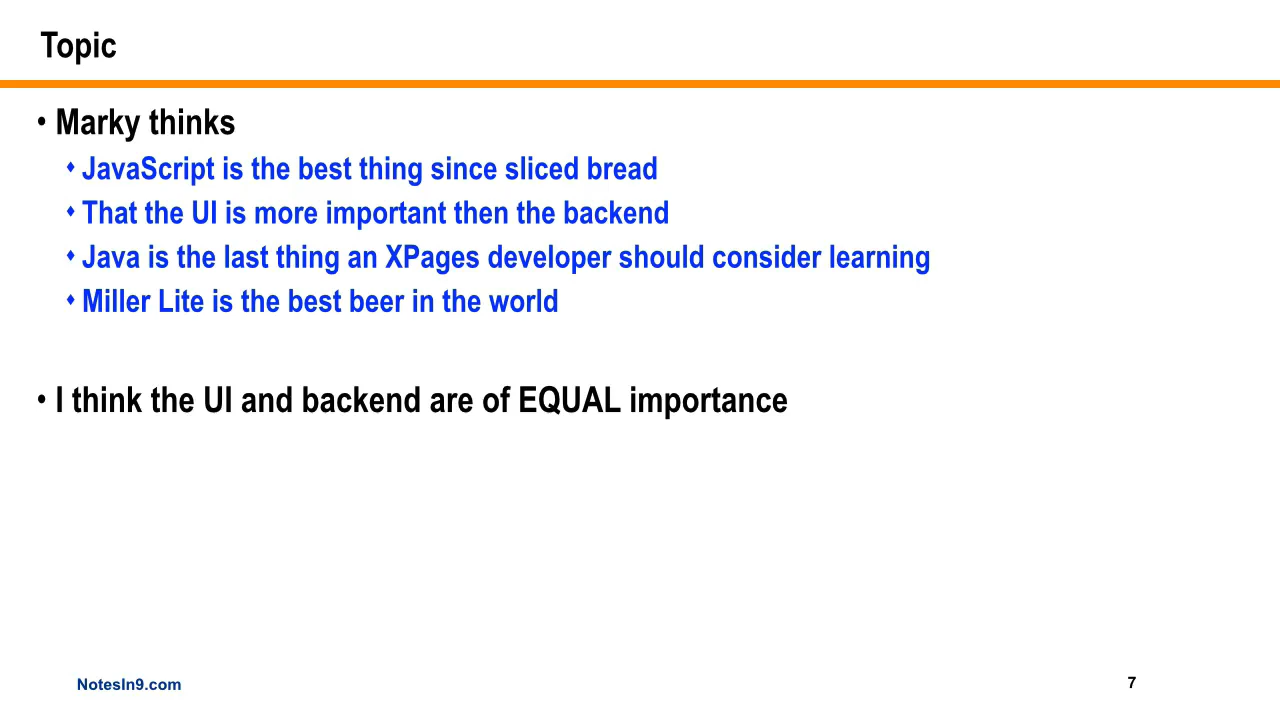 Topic
• Marky thinks
♦ JavaScript is the best thing since sliced bread
♦ That the UI is more important then the backend
♦ Java is the last thing an XPages developer should consider learning
♦ Miller Lite is the best beer in the world
• I think the UI and backend are of EQUAL importance
NotesIn9.com
7